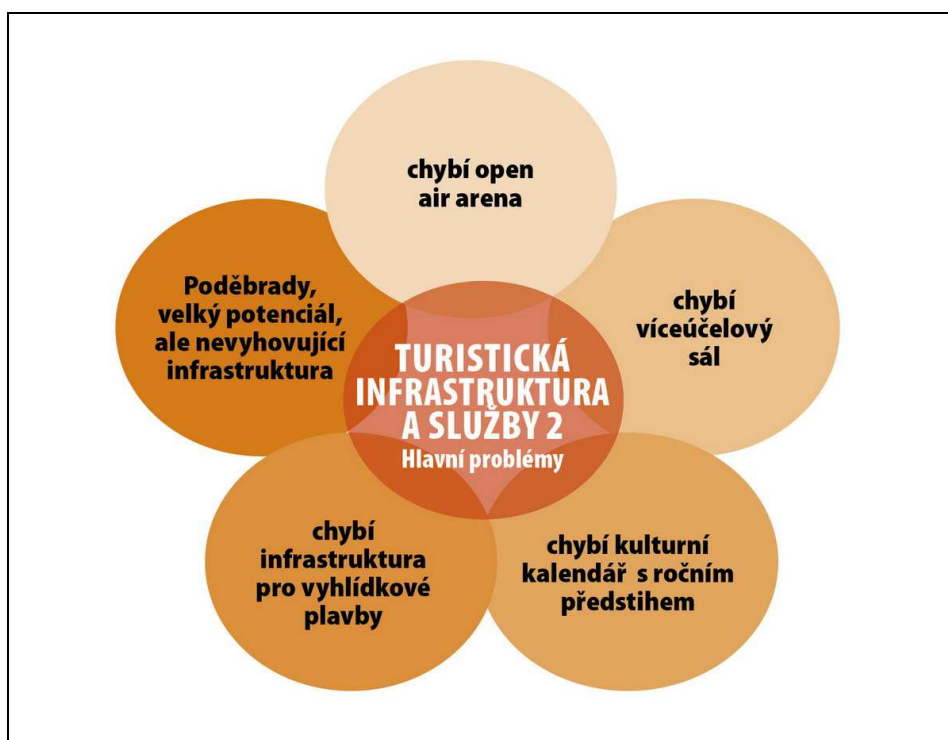 chybí open
air arena
Poděbrady,
velký potenciál,
ale nevyhovující
infrastruktura
chybí
víceúčelový
sál
TURISTICKÁ
INFRASTRUKTURA
A SLUŽBY 2
Hlavní problémy
chybí
infrastruktura
pro vyhlídkové
plavby
chybí kulturní
kalendář s ročním
předstihem